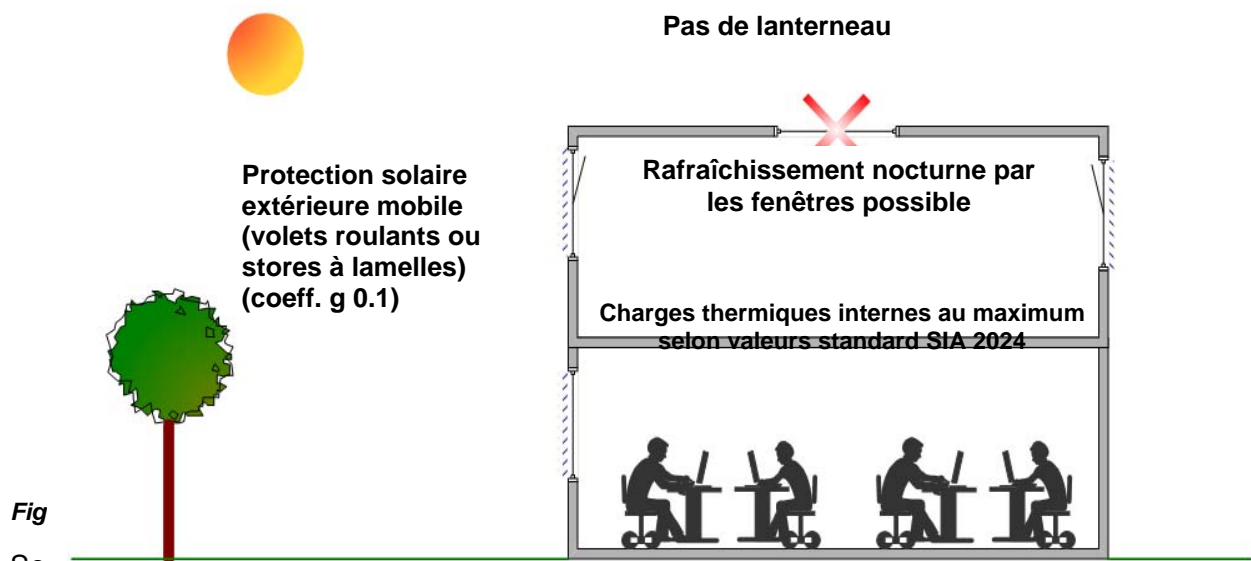 Pas de lanterneau
Protection solaire
extérieure mobile
(volets roulants ou
stores à lamelles)
(coeff. g 0.1)
Rafraîchissement nocturne par
les fenêtres possible
Charges thermiques internes au maximum
selon valeurs standard SIA 2024
Fig